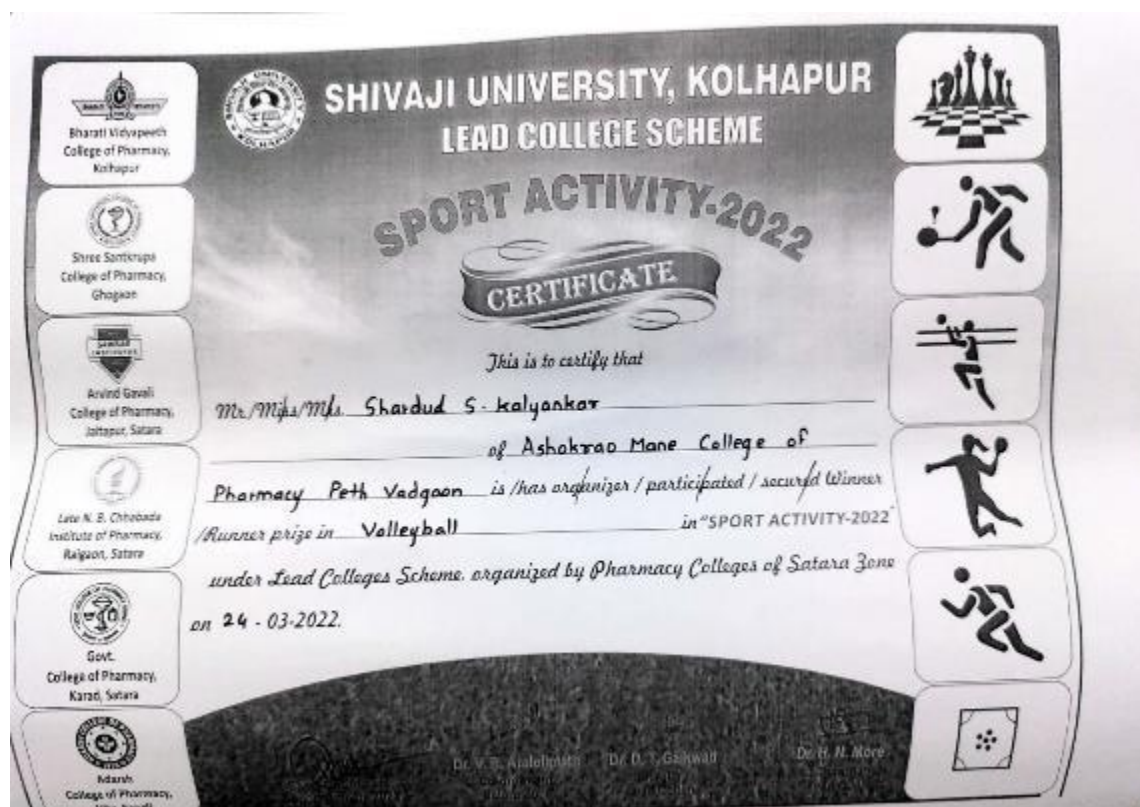 SHIVAJI UNIVERSITY, KOLHAPUR
LEAD COLLEGE SCHEME
SPORT ACTIVITY-2022
CERTIFICATE
This is to certify that
Mr./Miss/Mrs. Shardud S. Kalyankar
of Ashokrao Mane College of
Pharmacy Peth Vadgaon is /has organizer / participated / secured Winner
/Runner prize in Volleyball in "SPORT ACTIVITY-2022"
under Lead Colleges Scheme, organized by Pharmacy Colleges of Satara Zone
on 24 - 03-2022.
Bharati Vidyapeeth
College of Pharmacy,
Kolhapur
Shree Santkrupa
College of Pharmacy,
Ghogaon
Arvind Gavali
College of Pharmacy,
Jaitapur, Satara
Late N. B. Chhabada
Institute of Pharmacy,
Raigaon, Satara
Govt.
College of Pharmacy,
Karad, Satara
Adarsh
College of Pharmacy,
Dr. D. T. Gaikwad
Dr. H. N. More